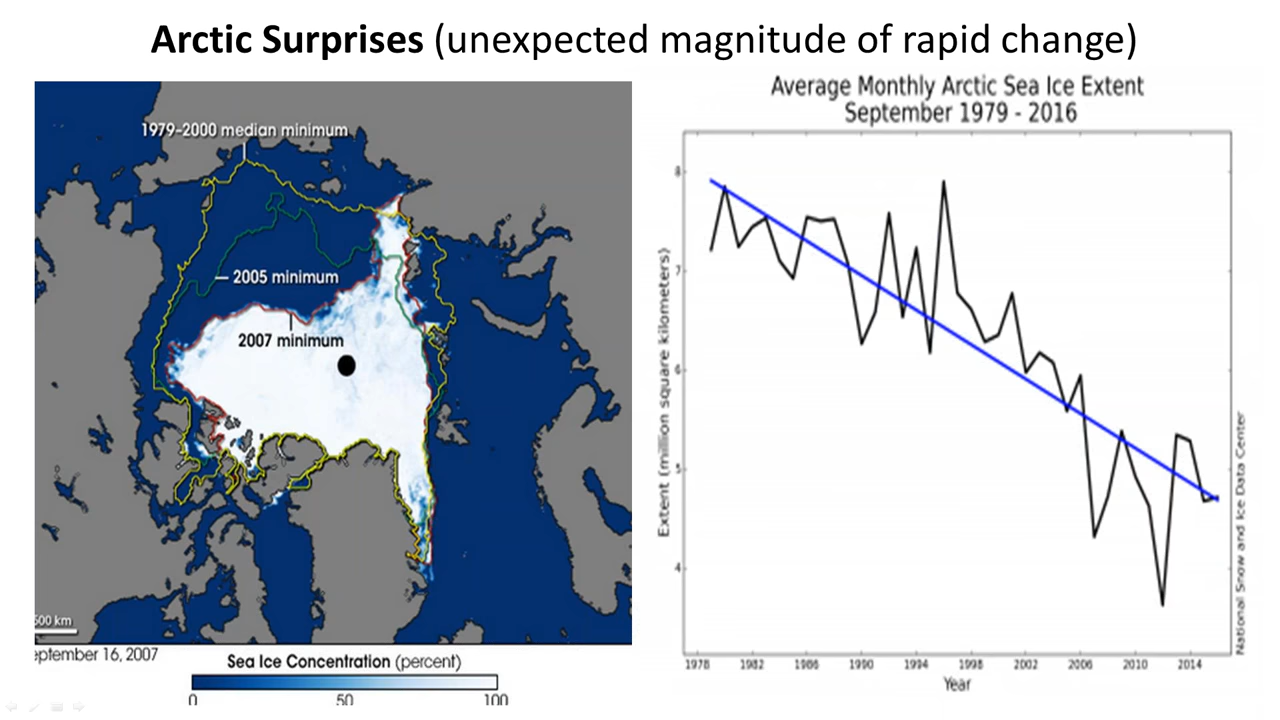 Arctic Surprises (unexpected magnitude of rapid change)
1979–2000 median minimum
2005 minimum
2007 minimum
500 km
eptember 16, 2007
Sea Ice Concentration (percent)
0 50 100
Average Monthly Arctic Sea Ice Extent
September 1979 - 2016
Extent (million square kilometers)
8
7
6
5
4
1978 1982 1986 1990 1994 1998 2002 2006 2010 2014
Year
National Snow and Ice Data Center